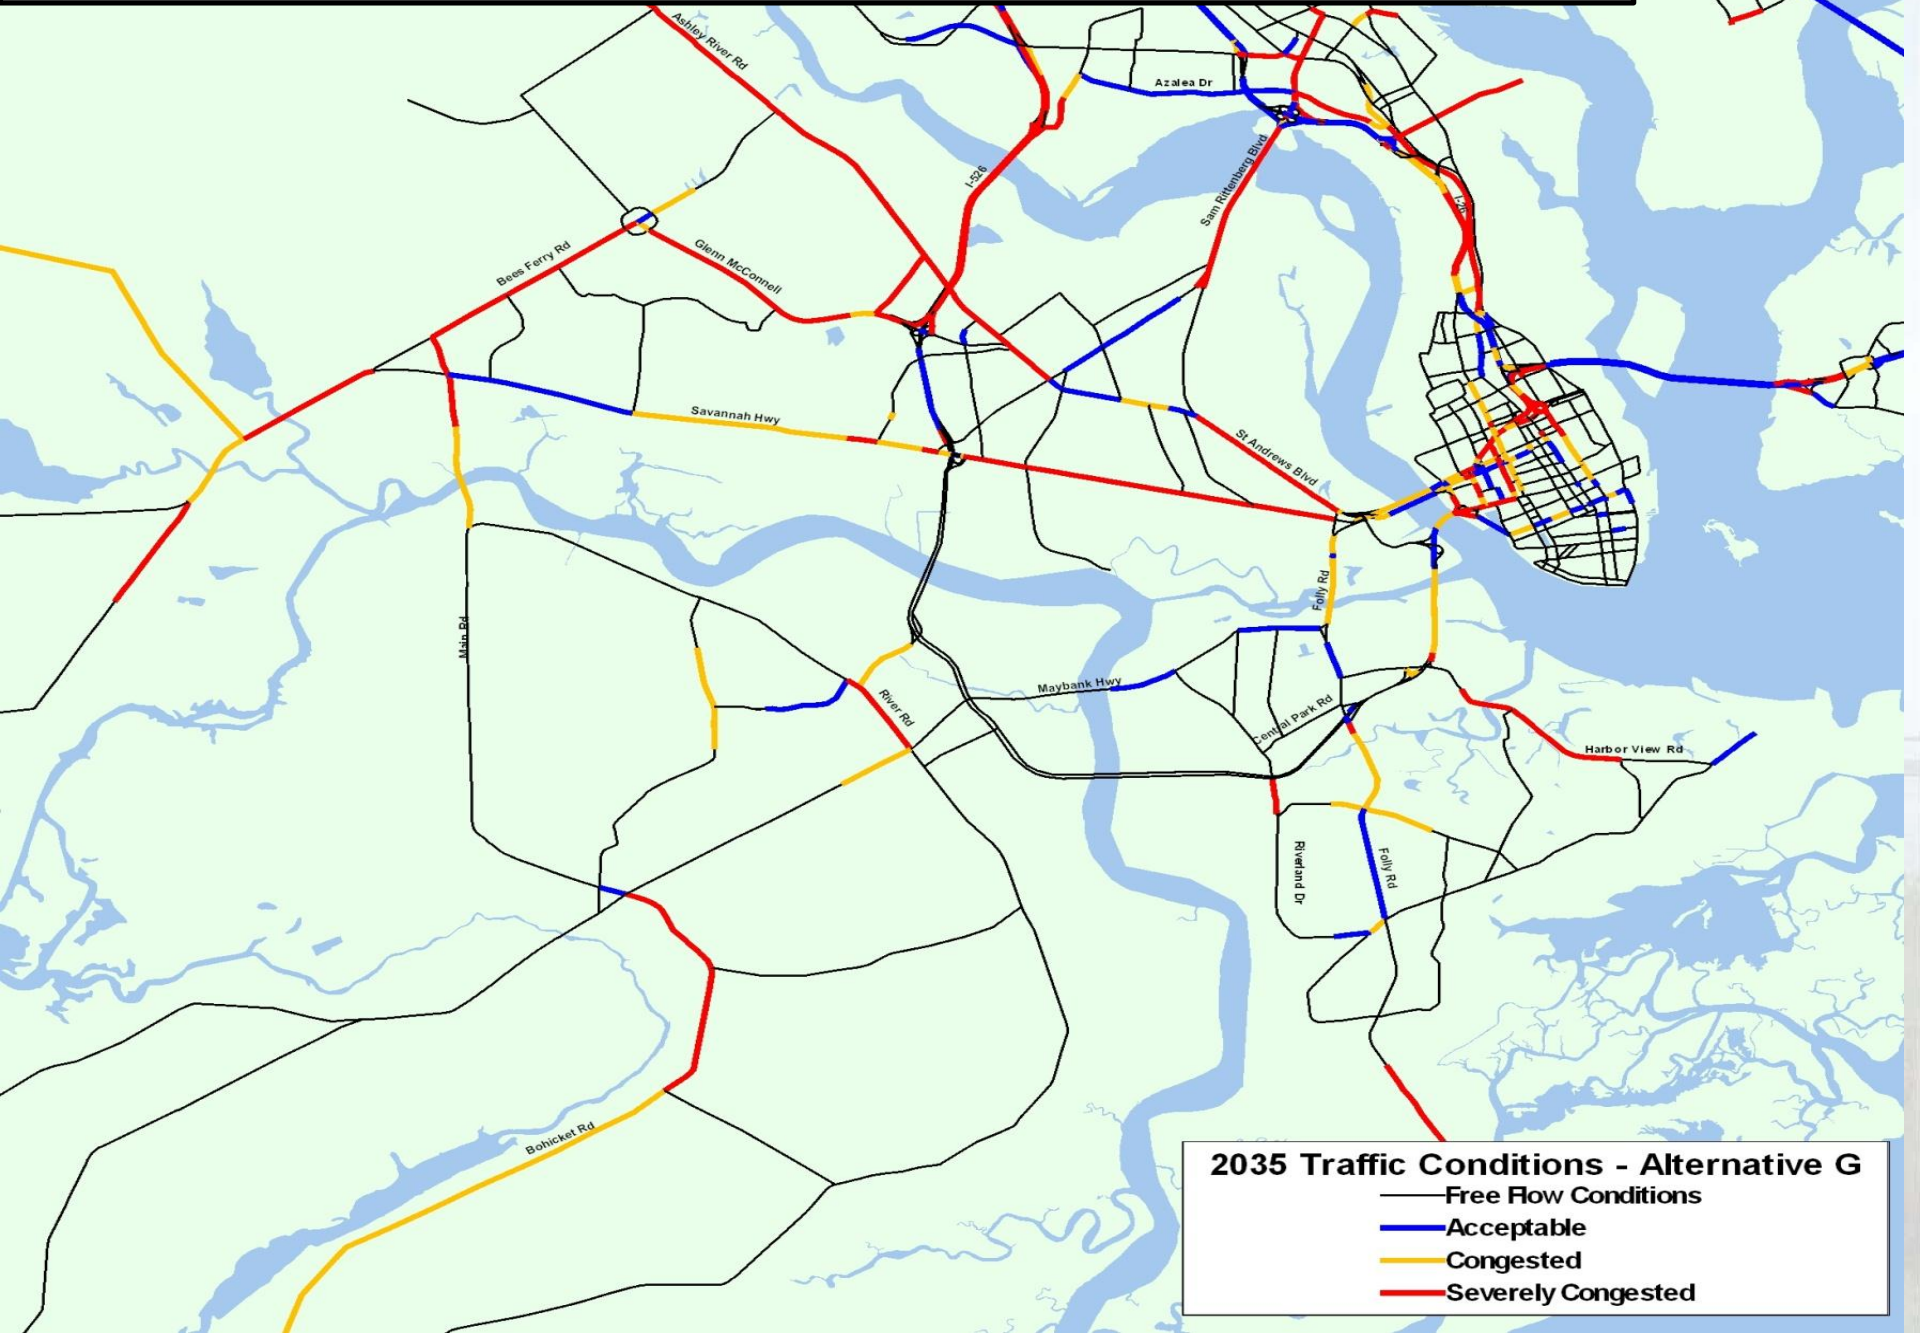 Ashley River Rd
Azalea Dr
I-526
Sam Rittenberg Blvd
I-26
Bees Ferry Rd
Glenn McConnell
Savannah Hwy
St Andrews Blvd
Folly Rd
Main Rd
River Rd
Maybank Hwy
Central Park Rd
Harbor View Rd
Riverland Dr
Folly Rd
Bohicket Rd
2035 Traffic Conditions - Alternative G
Free Flow Conditions
Acceptable
Congested
Severely Congested